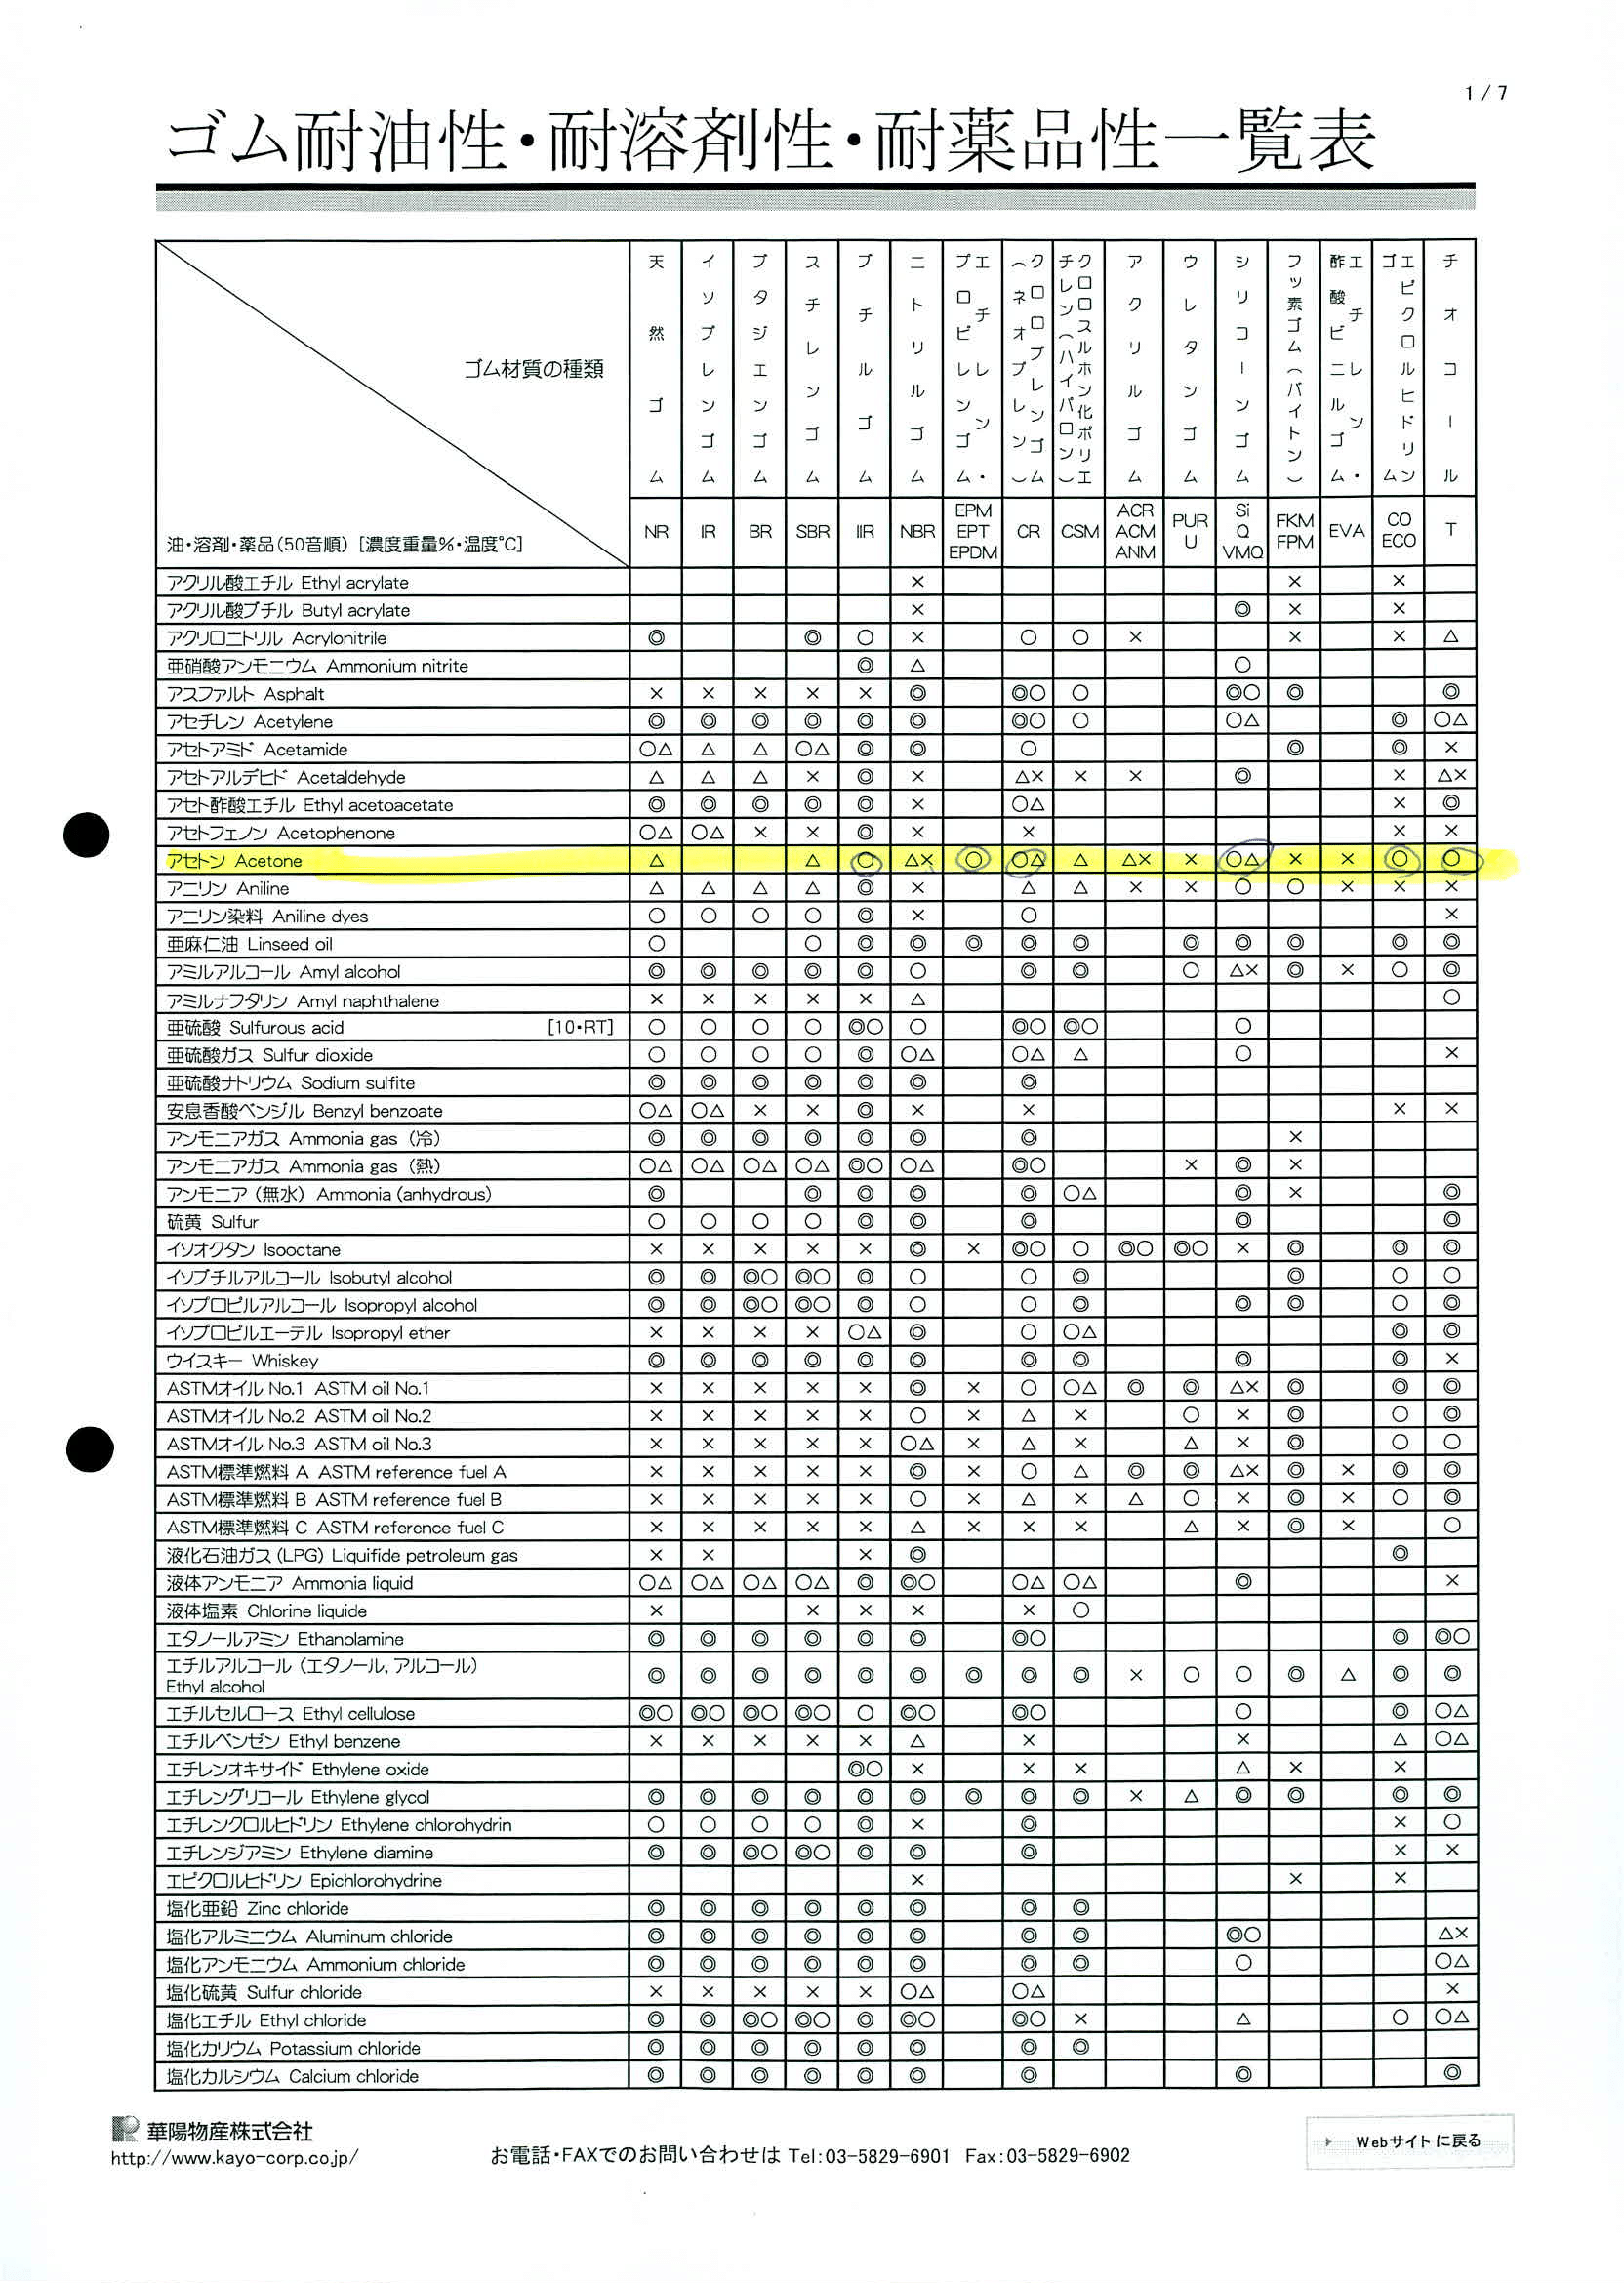 1 / 7
ゴム耐油性・耐溶剤性・耐薬品性一覧表
ゴム材質の種類
油・溶剤・薬品(50音順) [濃度重量%・温度℃]
天然ゴム
イソプレンゴム
ブタジエンゴム
スチレンゴム
ブチルゴム
ニトリルゴム
エチレン・プロピレンゴム
クロロプレンゴム(ネオプレン)
クロロスルホン化ポリエチレン(ハイパロン)
アクリルゴム
ウレタンゴム
シリコーンゴム
フッ素ゴム(バイトン)
エチレン・酢酸ビニルゴム
エピクロルヒドリンゴム
チオコール
NR IR BR SBR IIR NBR EPM EPT EPDM CR CSM ACR ACM ANM PUR U Si Q VMQ FKM FPM EVA CO ECO T
アクリル酸エチル Ethyl acrylate × × ×
アクリル酸ブチル Butyl acrylate × ◎ × ×
アクリロニトリル Acrylonitrile ◎ ◎ ○ × ○ ○ × × × △
亜硝酸アンモニウム Ammonium nitrite ◎ △ ○
アスファルト Asphalt × × × × × ◎ ◎○ ○ ◎○ ◎ ◎
アセチレン Acetylene ◎ ◎ ◎ ◎ ◎ ◎ ◎○ ○ ○△ ◎ ○△
アセトアミド Acetamide ○△ △ △ ○△ ◎ ◎ ○ ◎ ◎ ×
アセトアルデヒド Acetaldehyde △ △ △ × ◎ × △× × × ◎ × △×
アセト酢酸エチル Ethyl acetoacetate ◎ ◎ ◎ ◎ ◎ × ○△ × ◎
アセトフェノン Acetophenone ○△ ○△ × × ◎ × × × ×
アセトン Acetone △ △ ○ △× ○ ○△ △ △× × ○△ × × ○ ○
アニリン Aniline △ △ △ △ ◎ × △ △ × × ○ ○ × × ×
アニリン染料 Aniline dyes ○ ○ ○ ○ ◎ × ○ ×
亜麻仁油 Linseed oil ○ ○ ◎ ◎ ◎ ◎ ◎ ◎ ◎ ◎ ◎ ◎
アミルアルコール Amyl alcohol ◎ ◎ ◎ ◎ ◎ ○ ◎ ◎ ○ △× ◎ × ○ ◎
アミルナフタリン Amyl naphthalene × × × × × △ ○
亜硫酸 Sulfurous acid [10・RT] ○ ○ ○ ○ ◎○ ○ ◎○ ◎○ ○
亜硫酸ガス Sulfur dioxide ○ ○ ○ ○ ◎ ○△ ○△ △ ○ ×
亜硫酸ナトリウム Sodium sulfite ◎ ◎ ◎ ◎ ◎ ◎ ◎
安息香酸ベンジル Benzyl benzoate ○△ ○△ × × ◎ × × × ×
アンモニアガス Ammonia gas (冷) ◎ ◎ ◎ ◎ ◎ ◎ ◎ ×
アンモニアガス Ammonia gas (熱) ○△ ○△ ○△ ○△ ◎○ ○△ ◎○ × ◎ ×
アンモニア (無水) Ammonia (anhydrous) ◎ ◎ ◎ ◎ ◎ ○△ ◎ × ◎
硫黄 Sulfur ○ ○ ○ ○ ◎ ◎ ◎ ◎ ◎
イソオクタン Isooctane × × × × × ◎ × ◎○ ○ ◎○ ◎○ × ◎ ◎ ◎
イソブチルアルコール Isobutyl alcohol ◎ ◎ ◎○ ◎○ ◎ ○ ○ ◎ ◎ ○ ○
イソプロピルアルコール Isopropyl alcohol ◎ ◎ ◎○ ◎○ ◎ ○ ○ ◎ ◎ ◎ ○ ◎
イソプロピルエーテル Isopropyl ether × × × × ○△ ◎ ○ ○△ ◎ ◎
ウイスキー Whiskey ◎ ◎ ◎ ◎ ◎ ◎ ◎ ◎ ◎ ◎ ×
ASTMオイル No.1 ASTM oil No.1 × × × × × ◎ × ○ ○△ ◎ ◎ △× ◎ ◎ ◎
ASTMオイル No.2 ASTM oil No.2 × × × × × ○ × △ × ○ × ◎ ○ ◎
ASTMオイル No.3 ASTM oil No.3 × × × × × ○△ × △ × △ × ◎ ○ ○
ASTM標準燃料 A ASTM reference fuel A × × × × × ◎ × ○ △ ◎ ◎ △× ◎ × ◎ ◎
ASTM標準燃料 B ASTM reference fuel B × × × × × ○ × △ × △ ○ × ◎ × ○ ◎
ASTM標準燃料 C ASTM reference fuel C × × × × × △ × × × △ × ◎ × ○
液化石油ガス (LPG) Liquifide petroleum gas × × × ◎ ◎
液体アンモニア Ammonia liquid ○△ ○△ ○△ ○△ ◎ ◎○ ○△ ○△ ◎ ×
液体塩素 Chlorine liquide × × × × × ○
エタノールアミン Ethanolamine ◎ ◎ ◎ ◎ ◎ ◎ ◎○ ◎ ◎○
エチルアルコール (エタノール, アルコール)
Ethyl alcohol ◎ ◎ ◎ ◎ ◎ ◎ ◎ ◎ ◎ × ○ ○ ◎ △ ◎ ◎
エチルセルロース Ethyl cellulose ◎○ ◎○ ◎○ ◎○ ○ ◎○ ◎○ ○ ◎ ○△
エチルベンゼン Ethyl benzene × × × × × △ × × △ ○△
エチレンオキサイド Ethylene oxide ◎○ × × × △ × ×
エチレングリコール Ethylene glycol ◎ ◎ ◎ ◎ ◎ ◎ ◎ ◎ ◎ × △ ◎ ◎ ◎ ◎
エチレンクロルヒドリン Ethylene chlorohydrin ○ ○ ○ ○ ◎ × ◎ × ○
エチレンジアミン Ethylene diamine ◎ ◎ ◎○ ◎○ ◎ ◎ ◎ × ×
エピクロルヒドリン Epichlorohydrine × × ×
塩化亜鉛 Zinc chloride ◎ ◎ ◎ ◎ ◎ ◎ ◎ ◎
塩化アルミニウム Aluminum chloride ◎ ◎ ◎ ◎ ◎ ◎ ◎ ◎ ◎○ △×
塩化アンモニウム Ammonium chloride ◎ ◎ ◎ ◎ ◎ ◎ ◎ ◎ ○ ○△
塩化硫黄 Sulfur chloride × × × × × ○△ ○△ ×
塩化エチル Ethyl chloride ◎ ◎ ◎○ ◎○ ◎ ◎○ ◎○ × △ ○ ○△
塩化カリウム Potassium chloride ◎ ◎ ◎ ◎ ◎ ◎ ◎ ◎
塩化カルシウム Calcium chloride ◎ ◎ ◎ ◎ ◎ ◎ ◎ ◎ ◎
華陽物産株式会社
http://www.kayo-corp.co.jp/
お電話・FAXでのお問い合わせは Tel:03-5829-6901 Fax:03-5829-6902
Webサイトに戻る